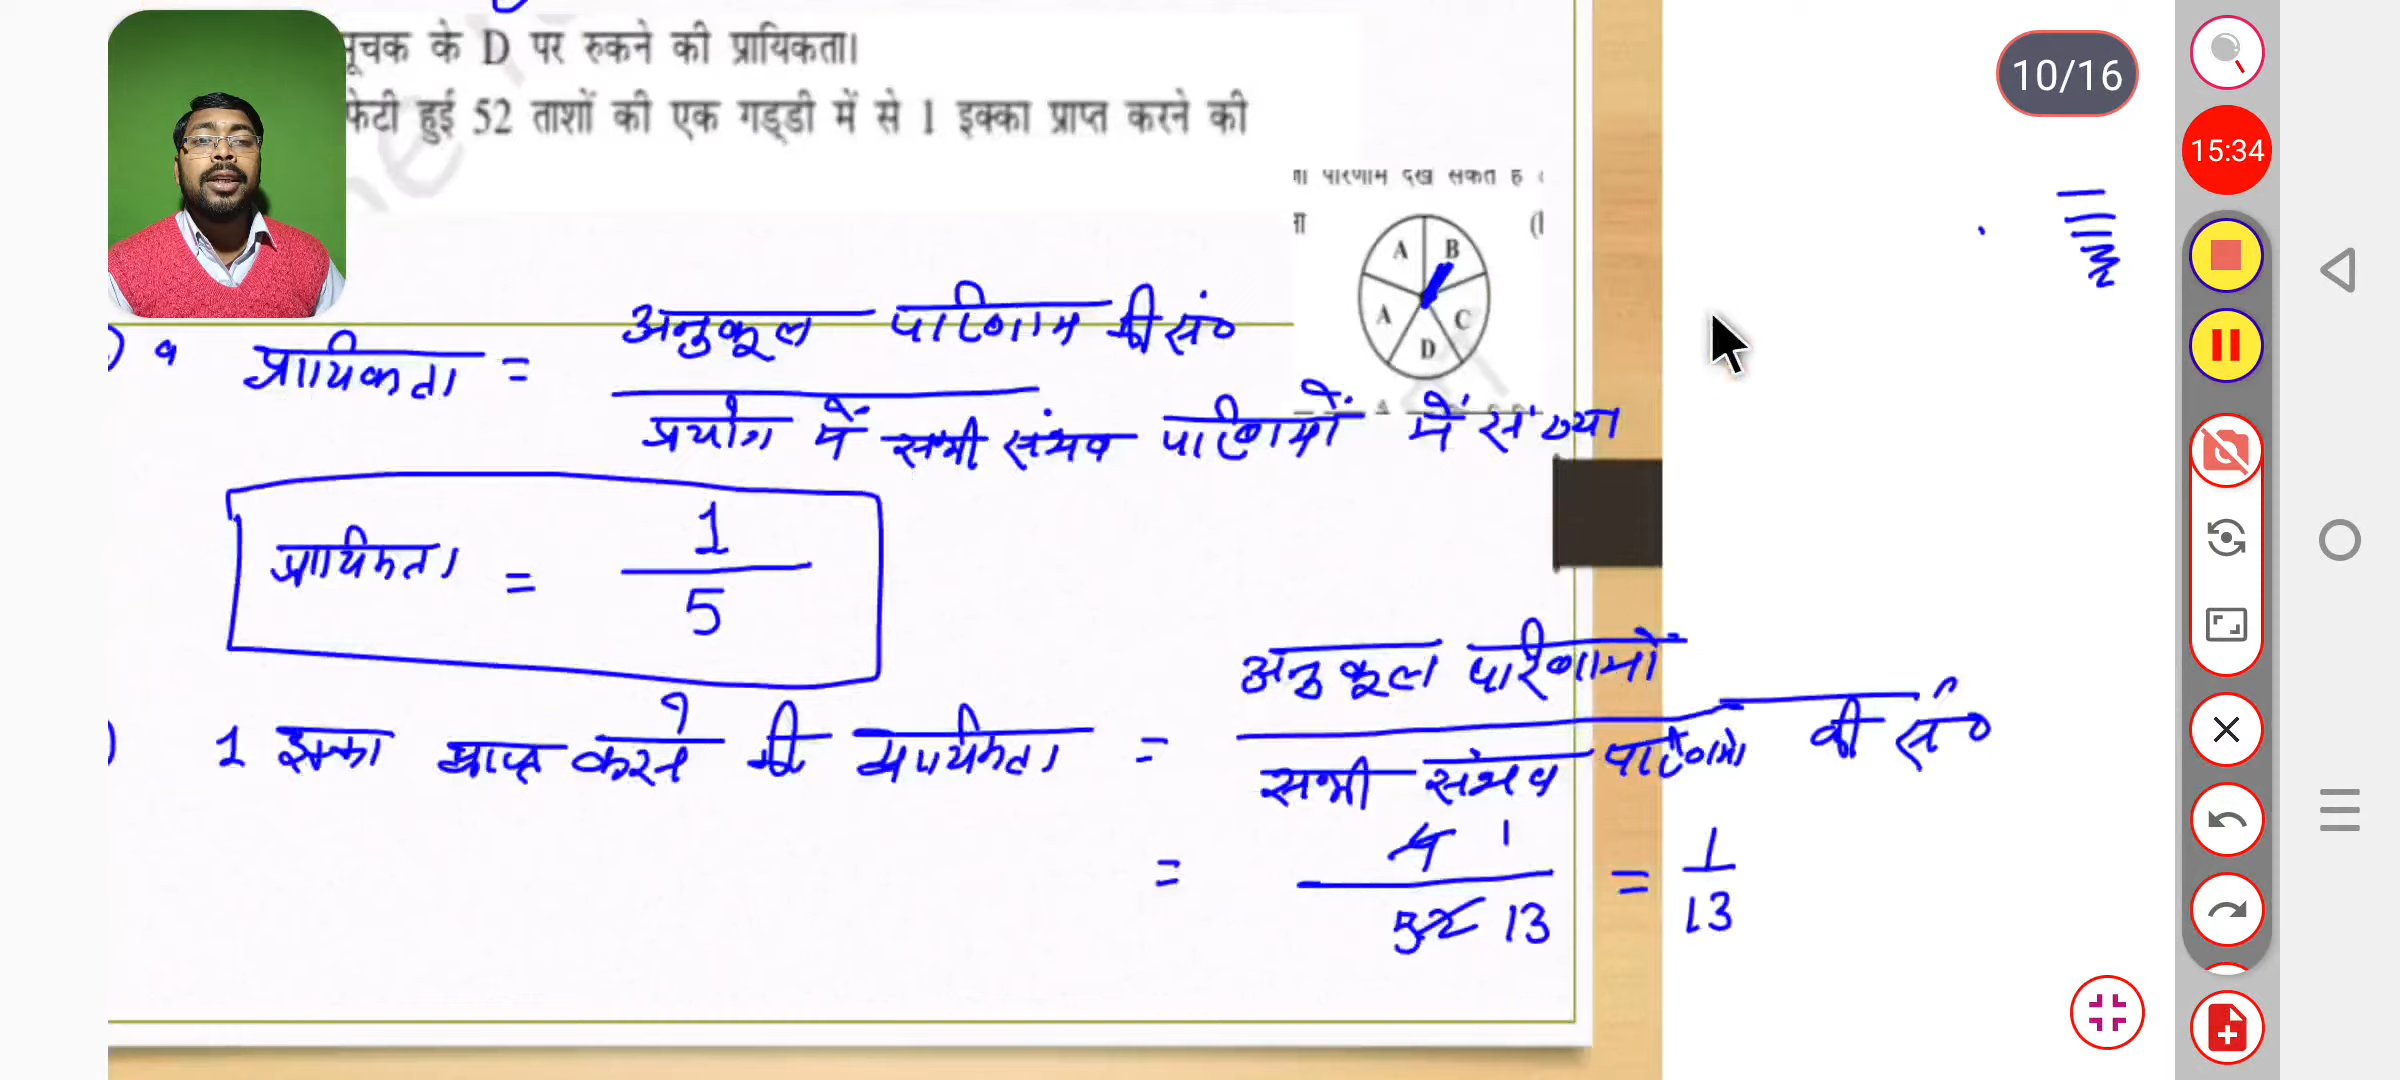 सूचक के D पर रुकने की प्रायिकता।
फेटी हुई 52 ताशों की एक गड्डी में से 1 इक्का प्राप्त करने की
10/16
15:34
परिणाम देख सकते हैं
A B
A C
D
प्रायिकता = अनुकूल परिणाम की सं०
प्रयोग में सभी संभव परिणामों में संख्या
प्रायिकता = 1
5
1 इक्का प्राप्त करने की प्रायिकता = अनुकूल परिणामों की सं०
सभी संभव परिणामों
= 4 1
52 13
= 1
13